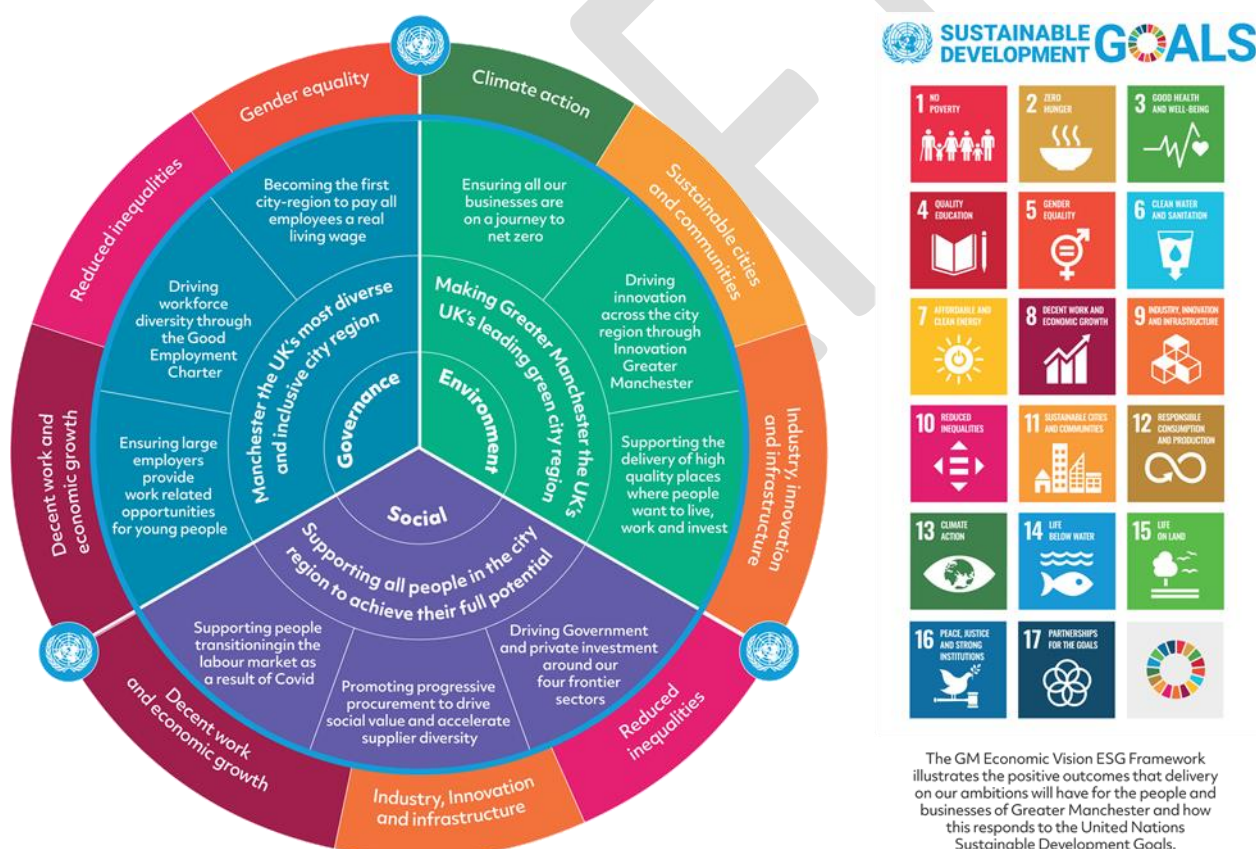 Gender equality
Climate action
Sustainable cities
and communities
Industry, innovation
and infrastructure
Reduced
inequalities
Industry, Innovation
and infrastructure
Decent work
and economic growth
Decent work and
economic growth
Reduced inequalities
Becoming the first
city-region to pay all
employees a real
living wage
Ensuring all our
businesses are
on a journey to
net zero
Driving
workforce
diversity through
the Good
Employment
Charter
Driving
innovation
across the city
region through
Innovation
Greater
Manchester
Ensuring large
employers
provide
work related
opportunities
for young people
Supporting the
delivery of high
quality places
where people
want to live,
work and invest
Manchester the UK's most diverse
and inclusive city region
Governance
Making Greater Manchester the UK's
UK's leading green city region
Environment
Social
Supporting all people in the city
region to achieve their full potential
Supporting people
transitioningin the
labour market as
a result of Covid
Promoting progressive
procurement to drive
social value and accelerate
supplier diversity
Driving Government
and private investment
around our
four frontier
sectors
SUSTAINABLE
DEVELOPMENT GOALS
1 NO
POVERTY
2 ZERO
HUNGER
3 GOOD HEALTH
AND WELL-BEING
4 QUALITY
EDUCATION
5 GENDER
EQUALITY
6 CLEAN WATER
AND SANITATION
7 AFFORDABLE AND
CLEAN ENERGY
8 DECENT WORK AND
ECONOMIC GROWTH
9 INDUSTRY, INNOVATION
AND INFRASTRUCTURE
10 REDUCED
INEQUALITIES
11 SUSTAINABLE CITIES
AND COMMUNITIES
12 RESPONSIBLE
CONSUMPTION
AND PRODUCTION
13 CLIMATE
ACTION
14 LIFE
BELOW WATER
15 LIFE
ON LAND
16 PEACE, JUSTICE
AND STRONG
INSTITUTIONS
17 PARTNERSHIPS
FOR THE GOALS
The GM Economic Vision ESG Framework
illustrates the positive outcomes that delivery
on our ambitions will have for the people and
businesses of Greater Manchester and how
this responds to the United Nations
Sustainable Development Goals.